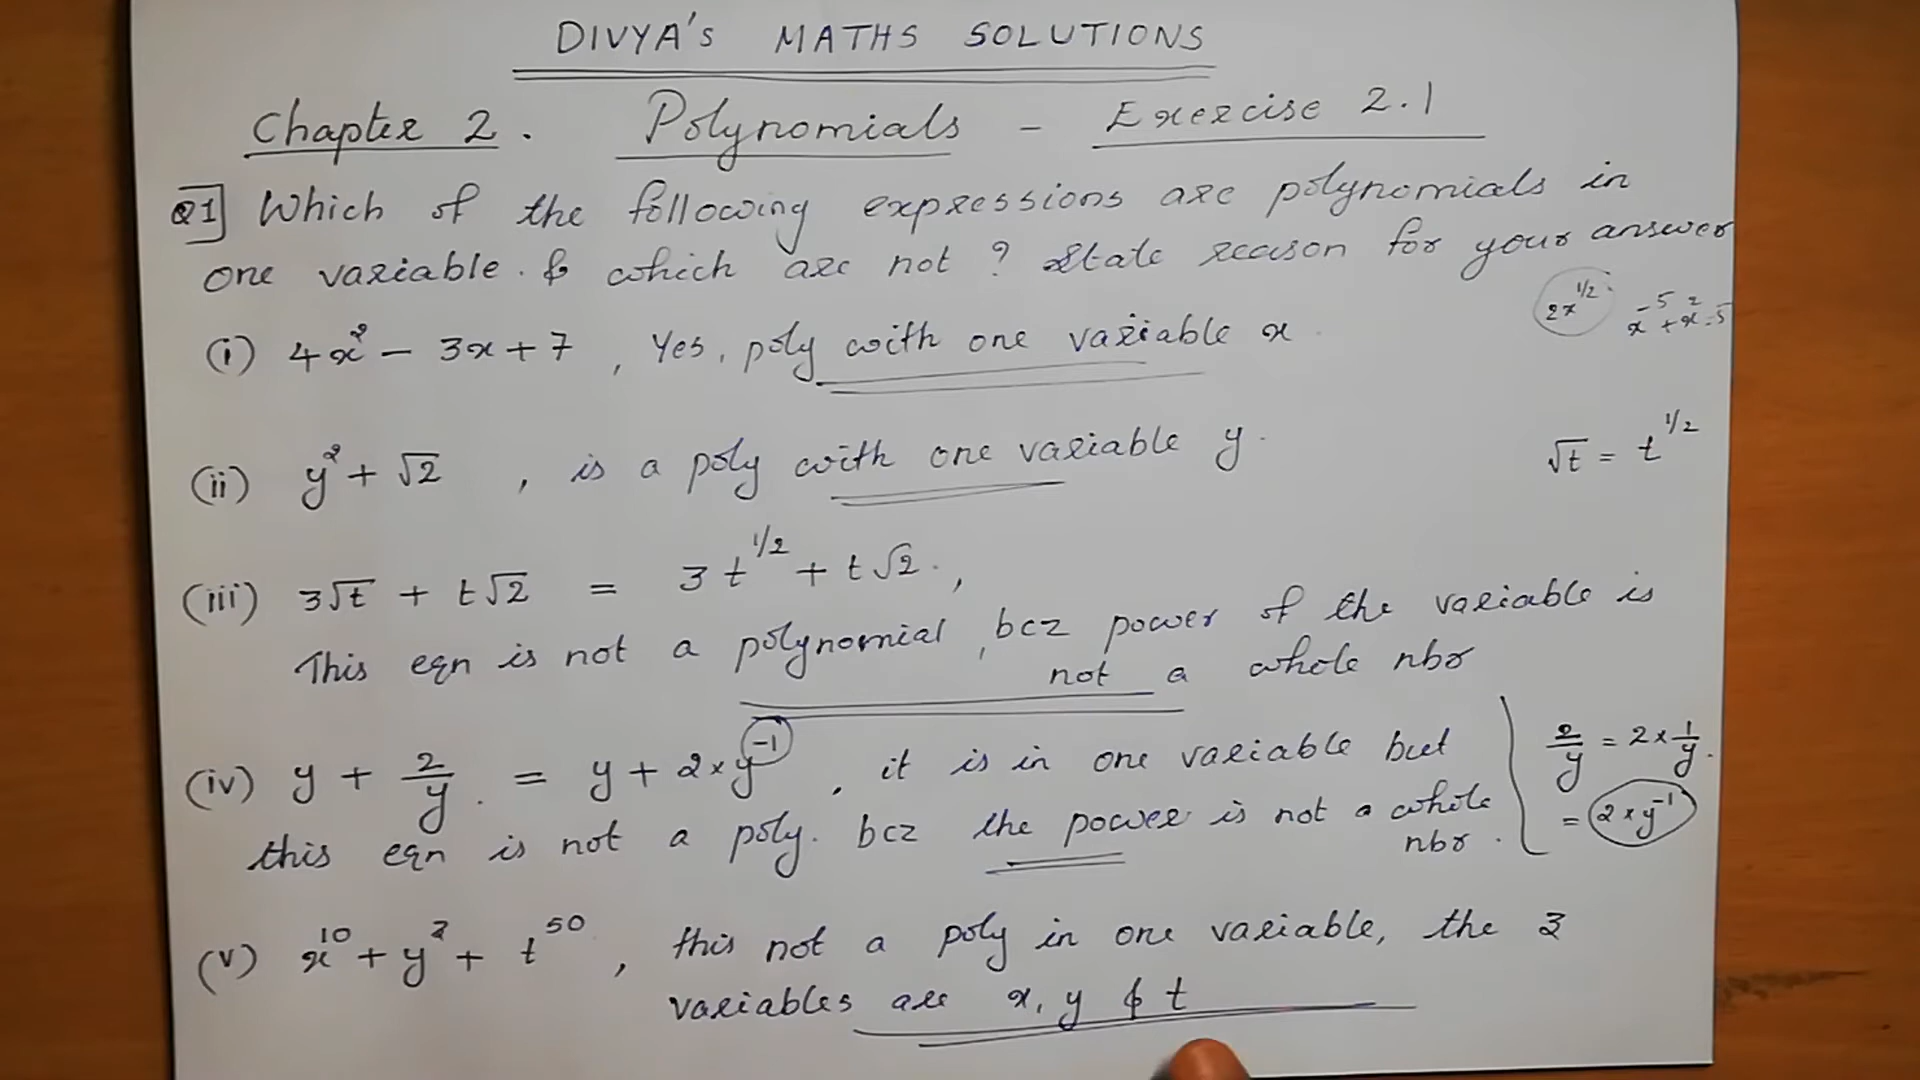 DIVYA's MATHS SOLUTIONS
Chapter 2. Polynomials - Exercise 2.1
Q1] Which of the following expressions are polynomials in
one variable. & which are not ? State reason for your answer
2x^1/2 x^-5 + x^2 - 5
(i) 4x² - 3x + 7 , Yes, poly with one variable x
(ii) y² + √2 , is a poly with one variable y.
√t = t^1/2
(iii) 3√t + t√2 = 3t^1/2 + t√2 . ,
This eqn is not a polynomial, bcz power of the variable is
not a whole nbr
(iv) y + 2/y . = y + 2×y^-1 , it is in one variable but
this eqn is not a poly. bcz the power is not a whole
nbr .
2/y = 2 × 1/y .
= 2×y^-1
(v) x^10 + y^3 + t^50 , this not a poly in one variable, the 3
variables are x, y & t